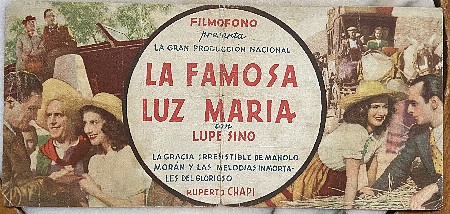 FILMOFONO
presenta
LA GRAN PRODUCCION NACIONAL
LA FAMOSA
LUZ MARIA
con
LUPE SINO
LA GRACIA IRRESISTIBLE DE MANOLO
MORÁN Y LAS MELODIAS INMORTA-
LES DEL GLORIOSO
RUPERTO CHAPI